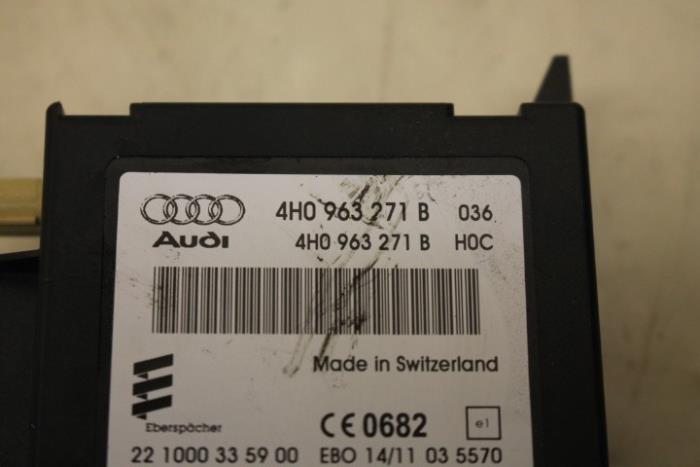 4H0 963 271 B 036
Audi 4H0 963 271 B H0C
Made in Switzerland
Eberspächer CE 0682 e1
22 1000 33 59 00 EBO 14/11 03 5570